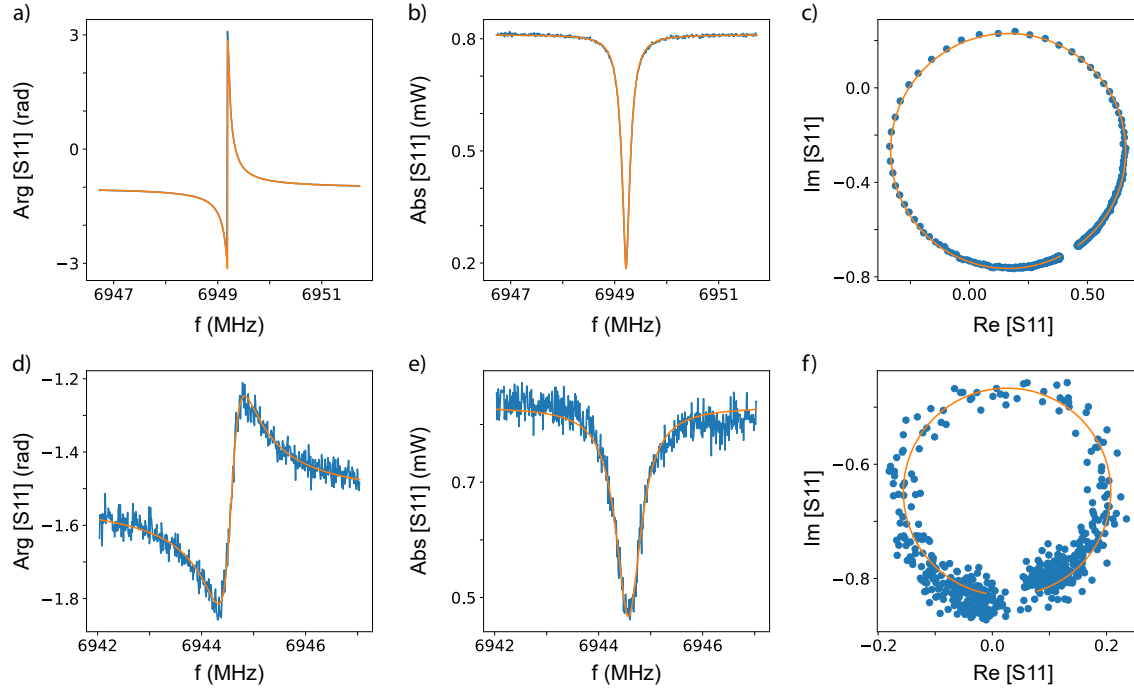 a)
Arg [S11] (rad)
3
0
−3
6947
6949
6951
f (MHz)
b)
Abs [S11] (mW)
0.8
0.5
0.2
6947
6949
6951
f (MHz)
c)
Im [S11]
0.0
−0.4
−0.8
0.00
0.50
Re [S11]
d)
Arg [S11] (rad)
−1.2
−1.4
−1.6
−1.8
6942
6944
6946
f (MHz)
e)
Abs [S11] (mW)
0.7
0.5
6942
6944
6946
f (MHz)
f)
Im [S11]
−0.6
−0.8
−0.2
0.0
0.2
Re [S11]